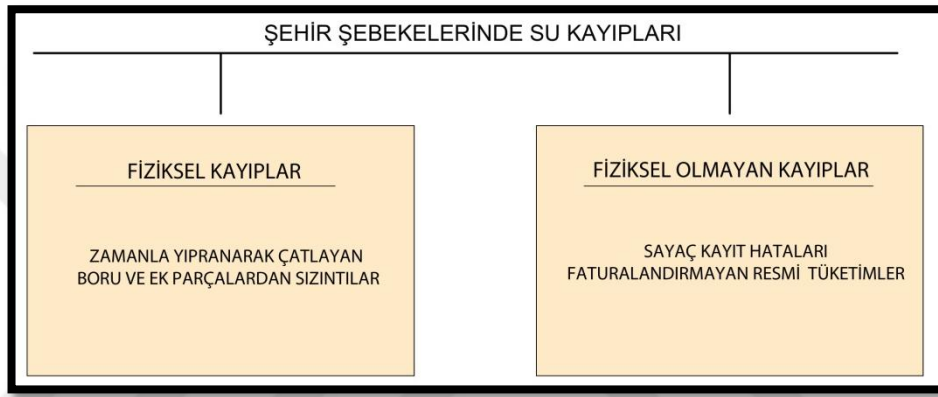 ŞEHİR ŞEBEKELERİNDE SU KAYIPLARI
FİZİKSEL KAYIPLAR
ZAMANLA YIPRANARAK ÇATLAYAN
BORU VE EK PARÇALARDAN SIZINTILAR
FİZİKSEL OLMAYAN KAYIPLAR
SAYAÇ KAYIT HATALARI
FATURALANDIRMAYAN RESMİ TÜKETİMLER